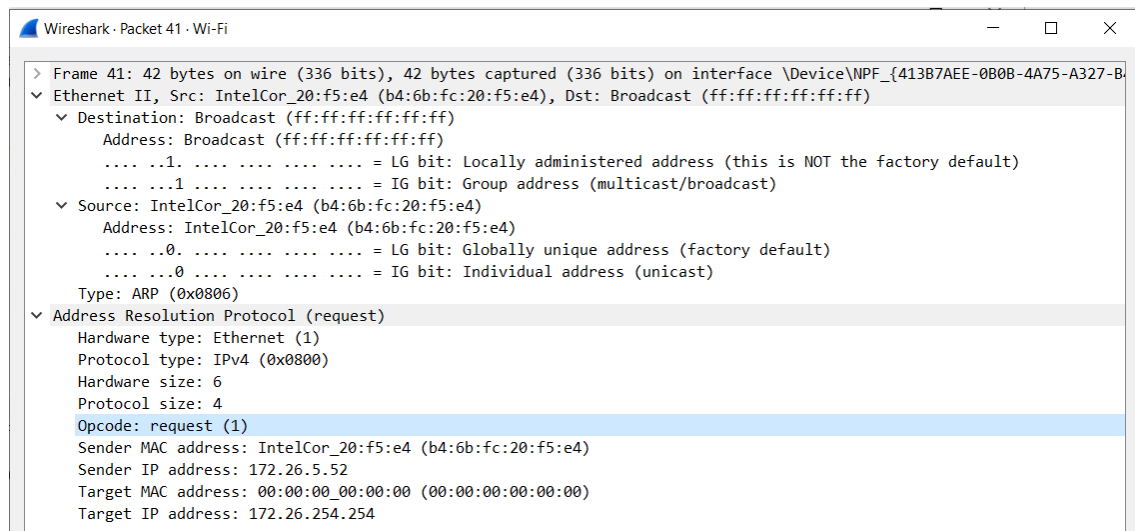 Wireshark · Packet 41 · Wi-Fi
Frame 41: 42 bytes on wire (336 bits), 42 bytes captured (336 bits) on interface \Device\NPF_{413B7AEE-0B0B-4A75-A327-B4
Ethernet II, Src: IntelCor_20:f5:e4 (b4:6b:fc:20:f5:e4), Dst: Broadcast (ff:ff:ff:ff:ff:ff)
Destination: Broadcast (ff:ff:ff:ff:ff:ff)
Address: Broadcast (ff:ff:ff:ff:ff:ff)
.... ..1. .... .... .... .... = LG bit: Locally administered address (this is NOT the factory default)
.... ...1 .... .... .... .... = IG bit: Group address (multicast/broadcast)
Source: IntelCor_20:f5:e4 (b4:6b:fc:20:f5:e4)
Address: IntelCor_20:f5:e4 (b4:6b:fc:20:f5:e4)
.... ..0. .... .... .... .... = LG bit: Globally unique address (factory default)
.... ...0 .... .... .... .... = IG bit: Individual address (unicast)
Type: ARP (0x0806)
Address Resolution Protocol (request)
Hardware type: Ethernet (1)
Protocol type: IPv4 (0x0800)
Hardware size: 6
Protocol size: 4
Opcode: request (1)
Sender MAC address: IntelCor_20:f5:e4 (b4:6b:fc:20:f5:e4)
Sender IP address: 172.26.5.52
Target MAC address: 00:00:00_00:00:00 (00:00:00:00:00:00)
Target IP address: 172.26.254.254